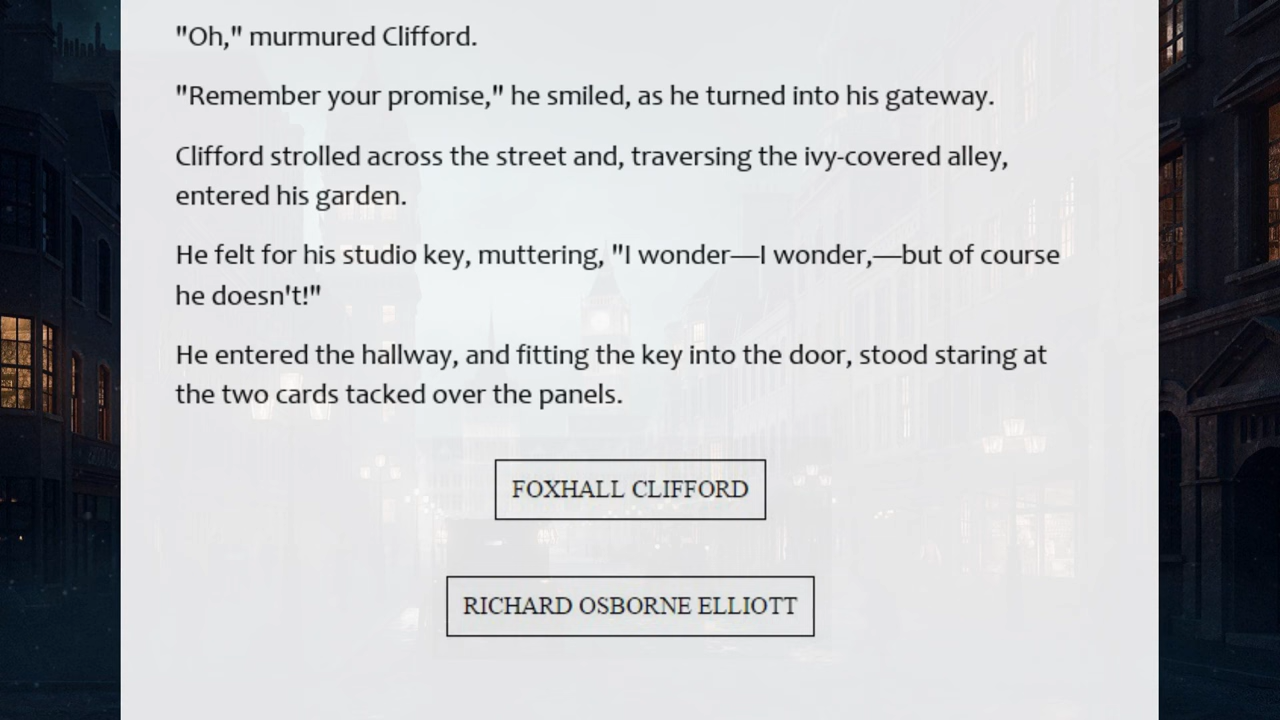 "Oh," murmured Clifford.
"Remember your promise," he smiled, as he turned into his gateway.
Clifford strolled across the street and, traversing the ivy-covered alley,
entered his garden.
He felt for his studio key, muttering, "I wonder—I wonder,—but of course
he doesn't!"
He entered the hallway, and fitting the key into the door, stood staring at
the two cards tacked over the panels.
FOXHALL CLIFFORD
RICHARD OSBORNE ELLIOTT